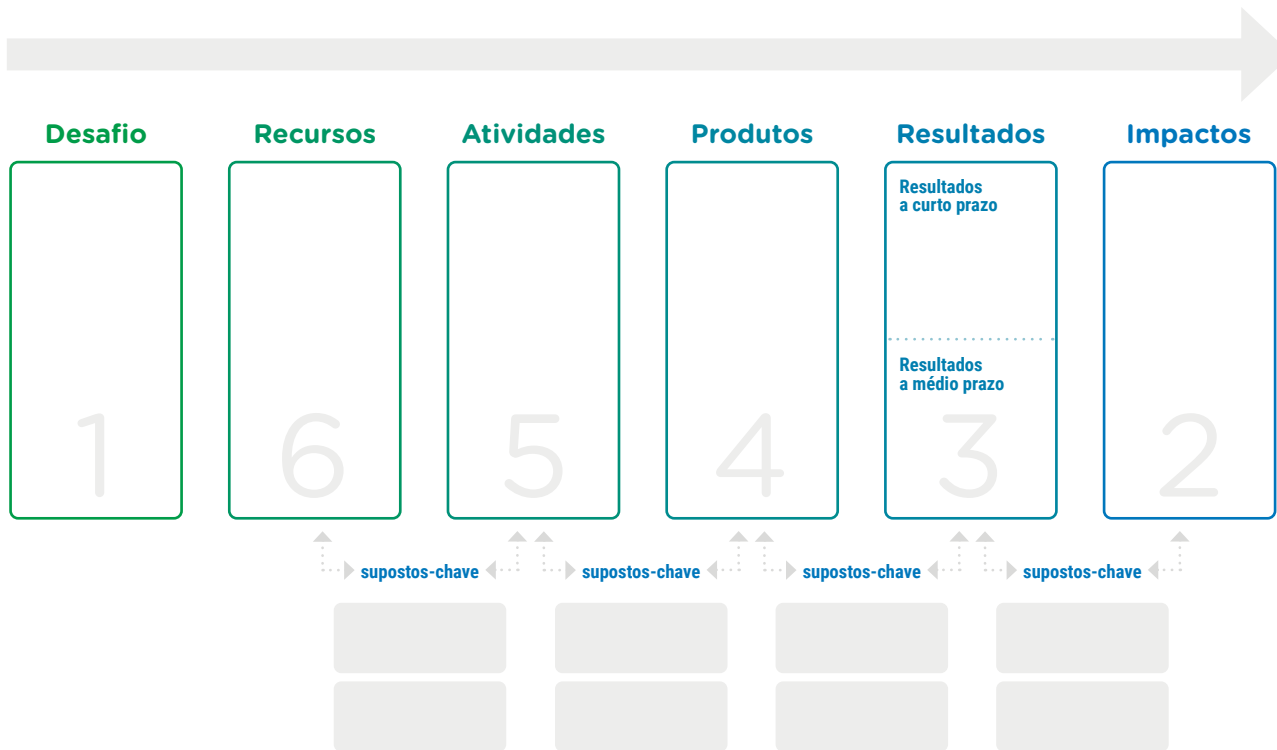 Desafio
Recursos
Atividades
Produtos
Resultados
Impactos
Resultados
a curto prazo
Resultados
a médio prazo
1
6
5
4
3
2
supostos-chave
supostos-chave
supostos-chave
supostos-chave